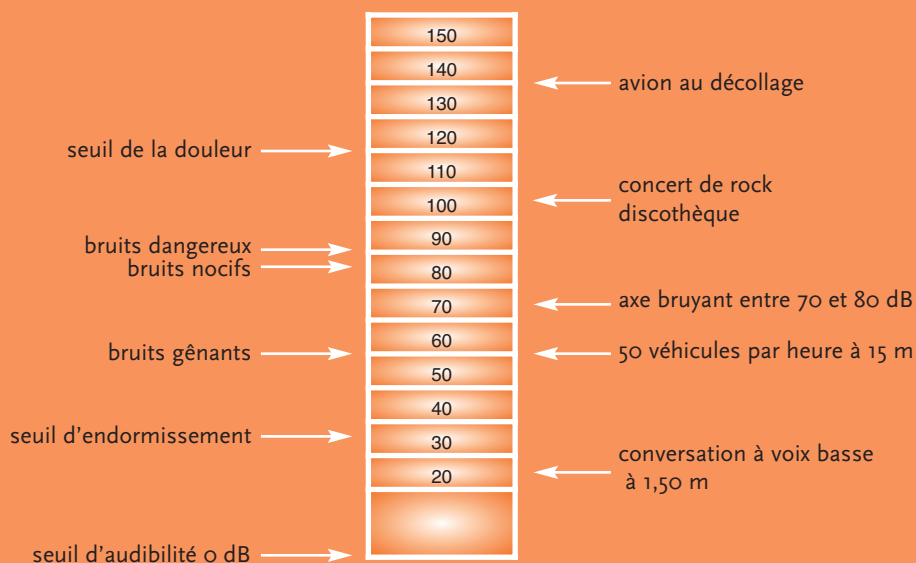 150
140
avion au décollage
130
120
seuil de la douleur
110
concert de rock
100
discothèque
90
bruits dangereux
bruits nocifs
80
70
axe bruyant entre 70 et 80 dB
60
bruits gênants
50 véhicules par heure à 15 m
50
40
seuil d'endormissement
30
conversation à voix basse
20
à 1,50 m
seuil d'audibilité 0 dB